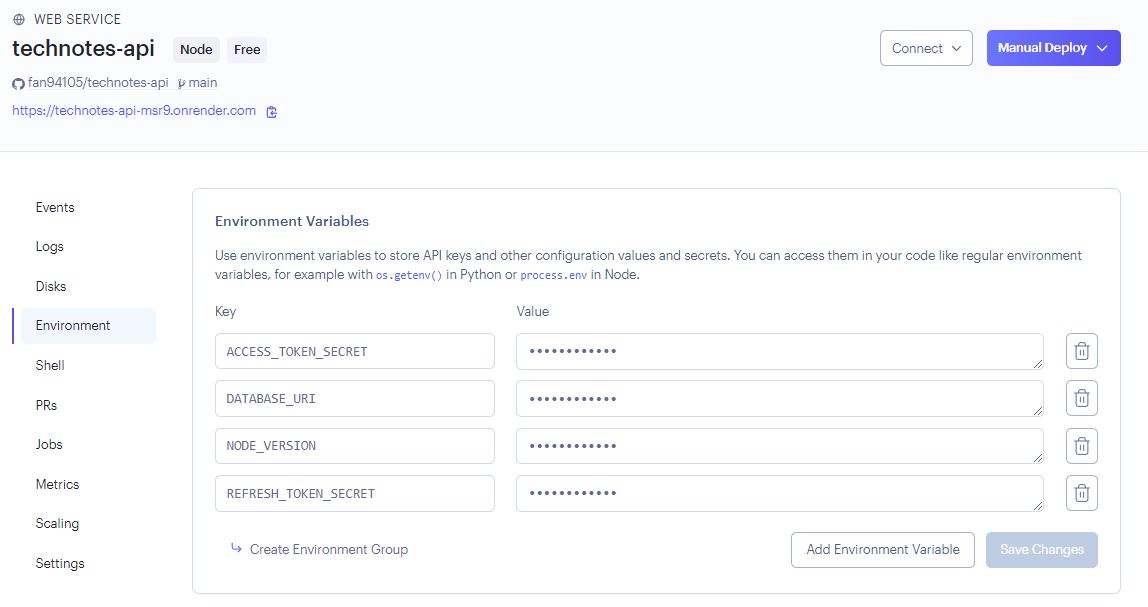 WEB SERVICE
technotes-api Node Free
Connect
Manual Deploy
fan94105/technotes-api main
https://technotes-api-msr9.onrender.com
Events
Logs
Disks
Environment
Shell
PRs
Jobs
Metrics
Scaling
Settings
Environment Variables
Use environment variables to store API keys and other configuration values and secrets. You can access them in your code like regular environment
variables, for example with os.getenv() in Python or process.env in Node.
Key Value
ACCESS_TOKEN_SECRET ••••••••••••
DATABASE_URI ••••••••••••
NODE_VERSION ••••••••••••
REFRESH_TOKEN_SECRET ••••••••••••
Create Environment Group
Add Environment Variable
Save Changes